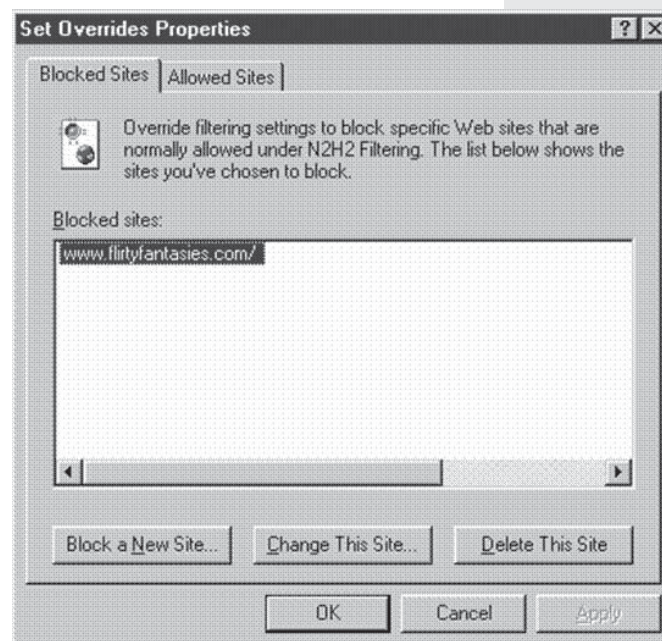 Set Overrides Properties
Blocked Sites
Allowed Sites
Override filtering settings to block specific Web sites that are
normally allowed under N2H2 Filtering. The list below shows the
sites you've chosen to block.
Blocked sites:
www.flirtyfantasies.com/
Block a New Site...
Change This Site...
Delete This Site
OK
Cancel
Apply